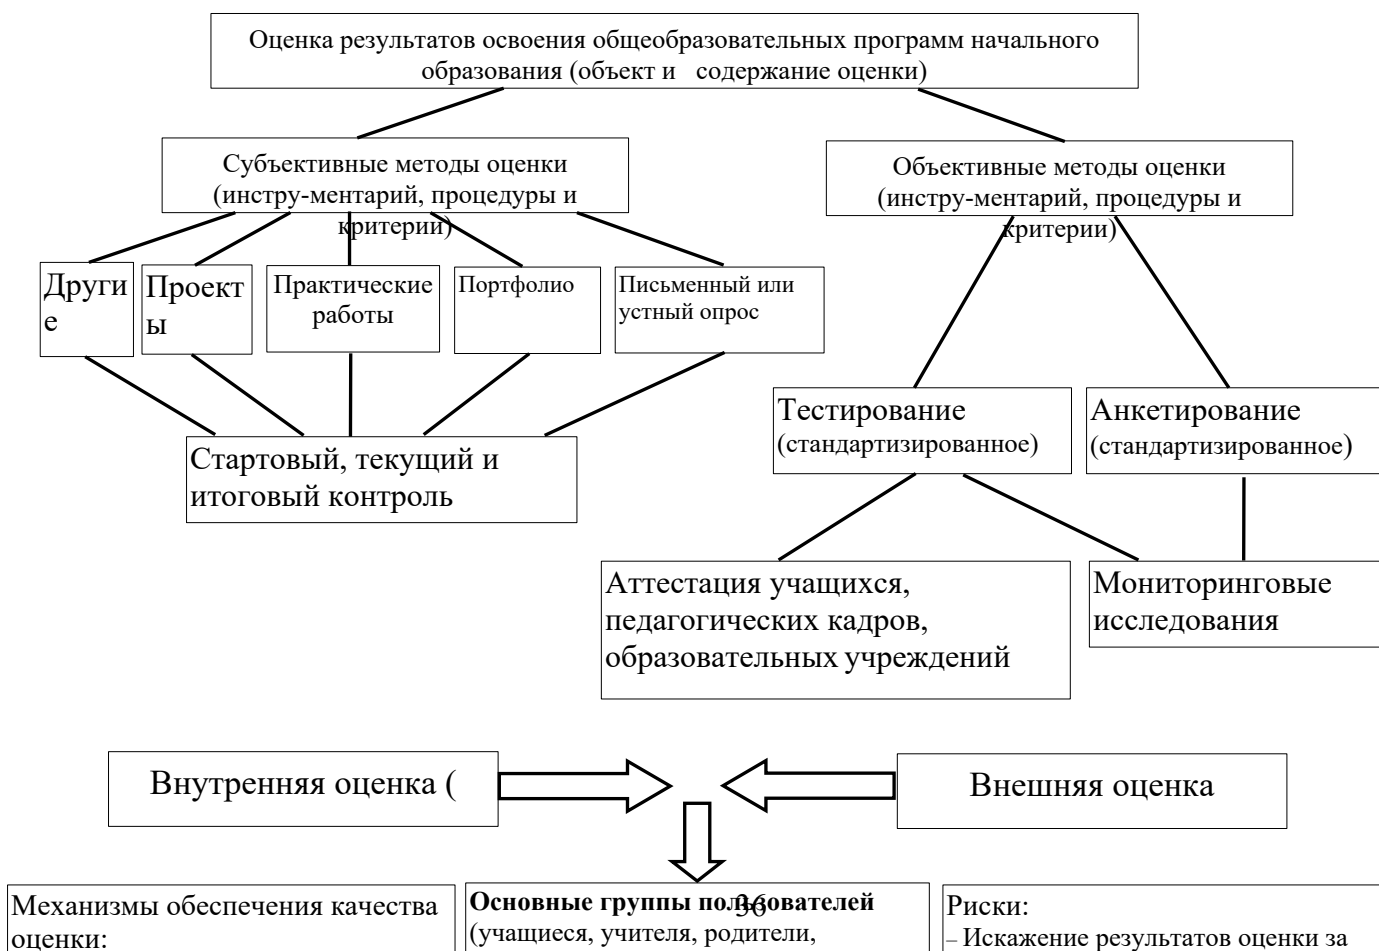 Оценка результатов освоения общеобразовательных программ начального
образования (объект и содержание оценки)
Субъективные методы оценки
(инстру-ментарий, процедуры и
критерии)
Объективные методы оценки
(инстру-ментарий, процедуры и
критерии)
Други
е
Проект
ы
Практические
работы
Портфолио
Письменный или
устный опрос
Тестирование
(стандартизированное)
Анкетирование
(стандартизированное)
Стартовый, текущий и
итоговый контроль
Аттестация учащихся,
педагогических кадров,
образовательных учреждений
Мониторинговые
исследования
Внутренняя оценка (
Внешняя оценка
Механизмы обеспечения качества
оценки:
Основные группы пользователей
(учащиеся, учителя, родители,
36
Риски:
– Искажение результатов оценки за